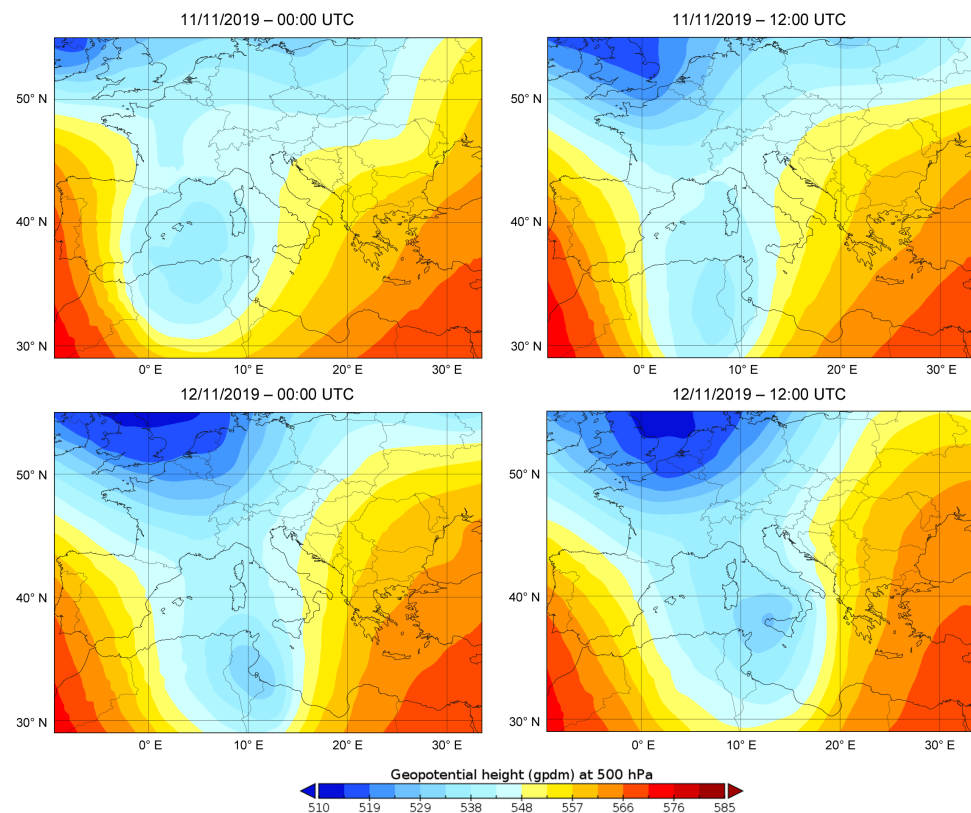 11/11/2019 – 00:00 UTC
11/11/2019 – 12:00 UTC
50° N
40° N
30° N
0° E
10° E
20° E
30° E
50° N
40° N
30° N
0° E
10° E
20° E
30° E
12/11/2019 – 00:00 UTC
12/11/2019 – 12:00 UTC
50° N
40° N
30° N
0° E
10° E
20° E
30° E
50° N
40° N
30° N
0° E
10° E
20° E
30° E
Geopotential height (gpdm) at 500 hPa
510 519 529 538 548 557 566 576 585